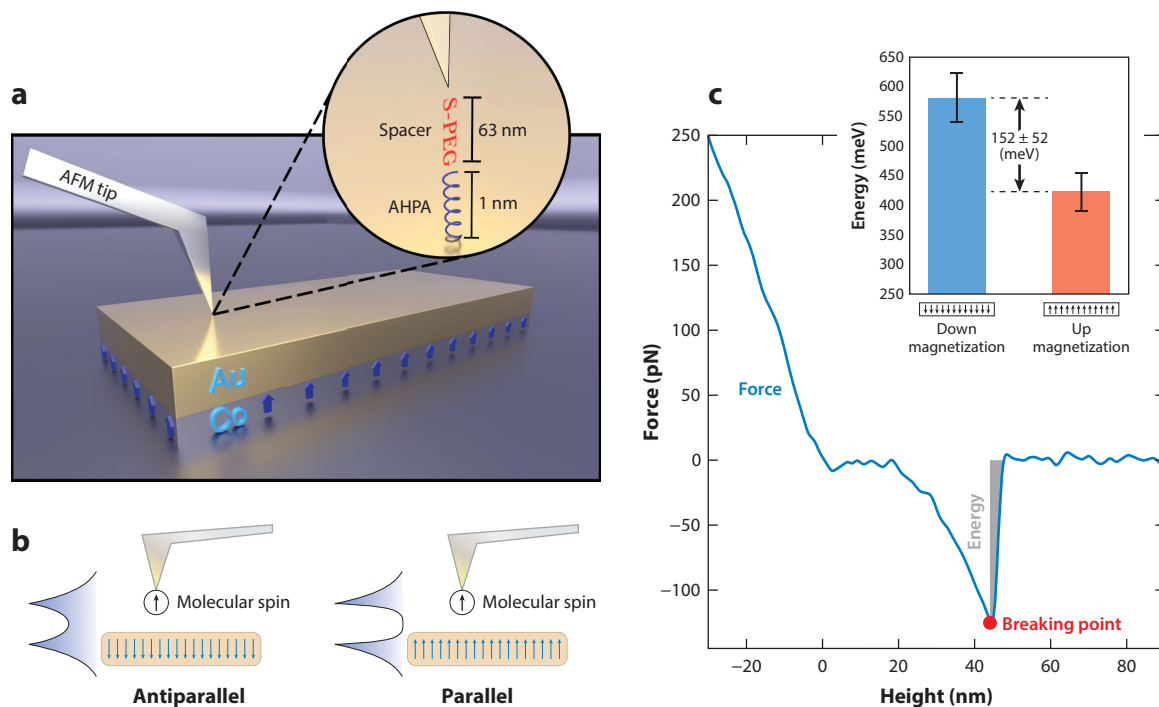 a
AFM tip
Spacer
S-PEG
63 nm
AHPA
1 nm
Au
Co
b
Molecular spin
Antiparallel
Molecular spin
Parallel
c
Force (pN)
250
200
150
100
50
0
−50
−100
−20
0
20
40
60
80
Height (nm)
Force
Energy
Breaking point
Energy (meV)
650
600
550
500
450
400
350
300
250
152 ± 52
(meV)
Down
magnetization
Up
magnetization